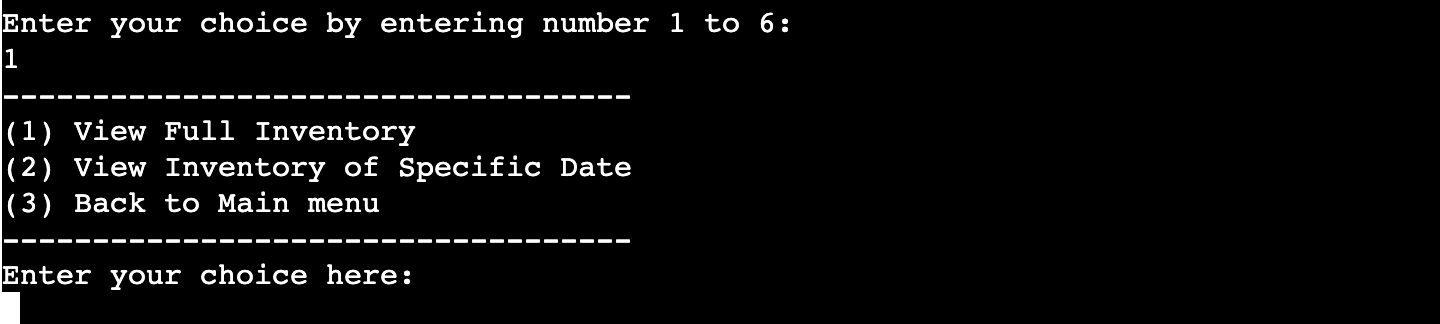 Enter your choice by entering number 1 to 6:
1
-----------------------------------
(1) View Full Inventory
(2) View Inventory of Specific Date
(3) Back to Main menu
-----------------------------------
Enter your choice here: